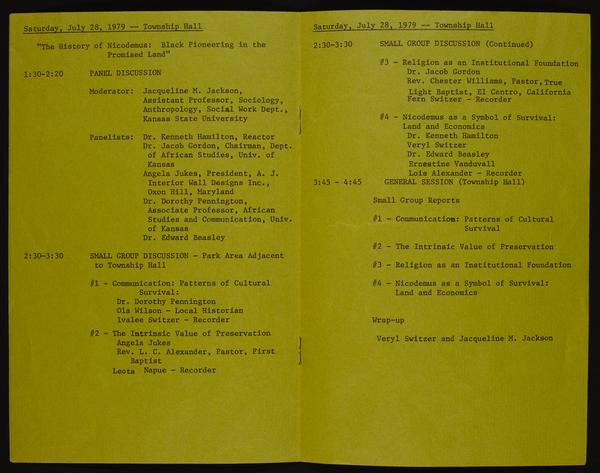 Saturday, July 28, 1979 -- Township Hall
"The History of Nicodemus: Black Pioneering in the
Promised Land"
1:30-2:20 PANEL DISCUSSION
Moderator: Jacqueline M. Jackson,
Assistant Professor, Sociology,
Anthropology, Social Work Dept.,
Kansas State University
Panelists: Dr. Kenneth Hamilton, Reactor
Dr. Jacob Gordon, Chairman, Dept.
of African Studies, Univ. of
Kansas
Angela Jukes, President, A. J.
Interior Wall Designs Inc.,
Oxon Hill, Maryland
Dr. Dorothy Pennington,
Associate Professor, African
Studies and Communication, Univ.
of Kansas
Dr. Edward Beasley
2:30-3:30 SMALL GROUP DISCUSSION - Park Area Adjacent
to Township Hall
#1 - Communication: Patterns of Cultural
Survival:
Dr. Dorothy Pennington
Ola Wilson - Local Historian
Ivalee Switzer - Recorder
#2 - The Intrinsic Value of Preservation
Angela Jukes
Rev. L. C. Alexander, Pastor, First
Baptist
Leota Napue - Recorder
Saturday, July 28, 1979 -- Township Hall
2:30-3:30 SMALL GROUP DISCUSSION (Continued)
#3 - Religion as an Institutional Foundation
Dr. Jacob Gordon
Rev. Chester Williams, Pastor, True
Light Baptist, El Centro, California
Fern Switzer - Recorder
#4 - Nicodemus as a Symbol of Survival:
Land and Economics
Dr. Kenneth Hamilton
Veryl Switzer
Dr. Edward Beasley
Ernestine Vanduvall
Lois Alexander - Recorder
3:45 - 4:45 GENERAL SESSION (Township Hall)
Small Group Reports
#1 - Communication: Patterns of Cultural
Survival
#2 - The Intrinsic Value of Preservation
#3 - Religion as an Institutional Foundation
#4 - Nicodemus as a Symbol of Survival:
Land and Economics
Wrap-up
Veryl Switzer and Jacqueline M. Jackson